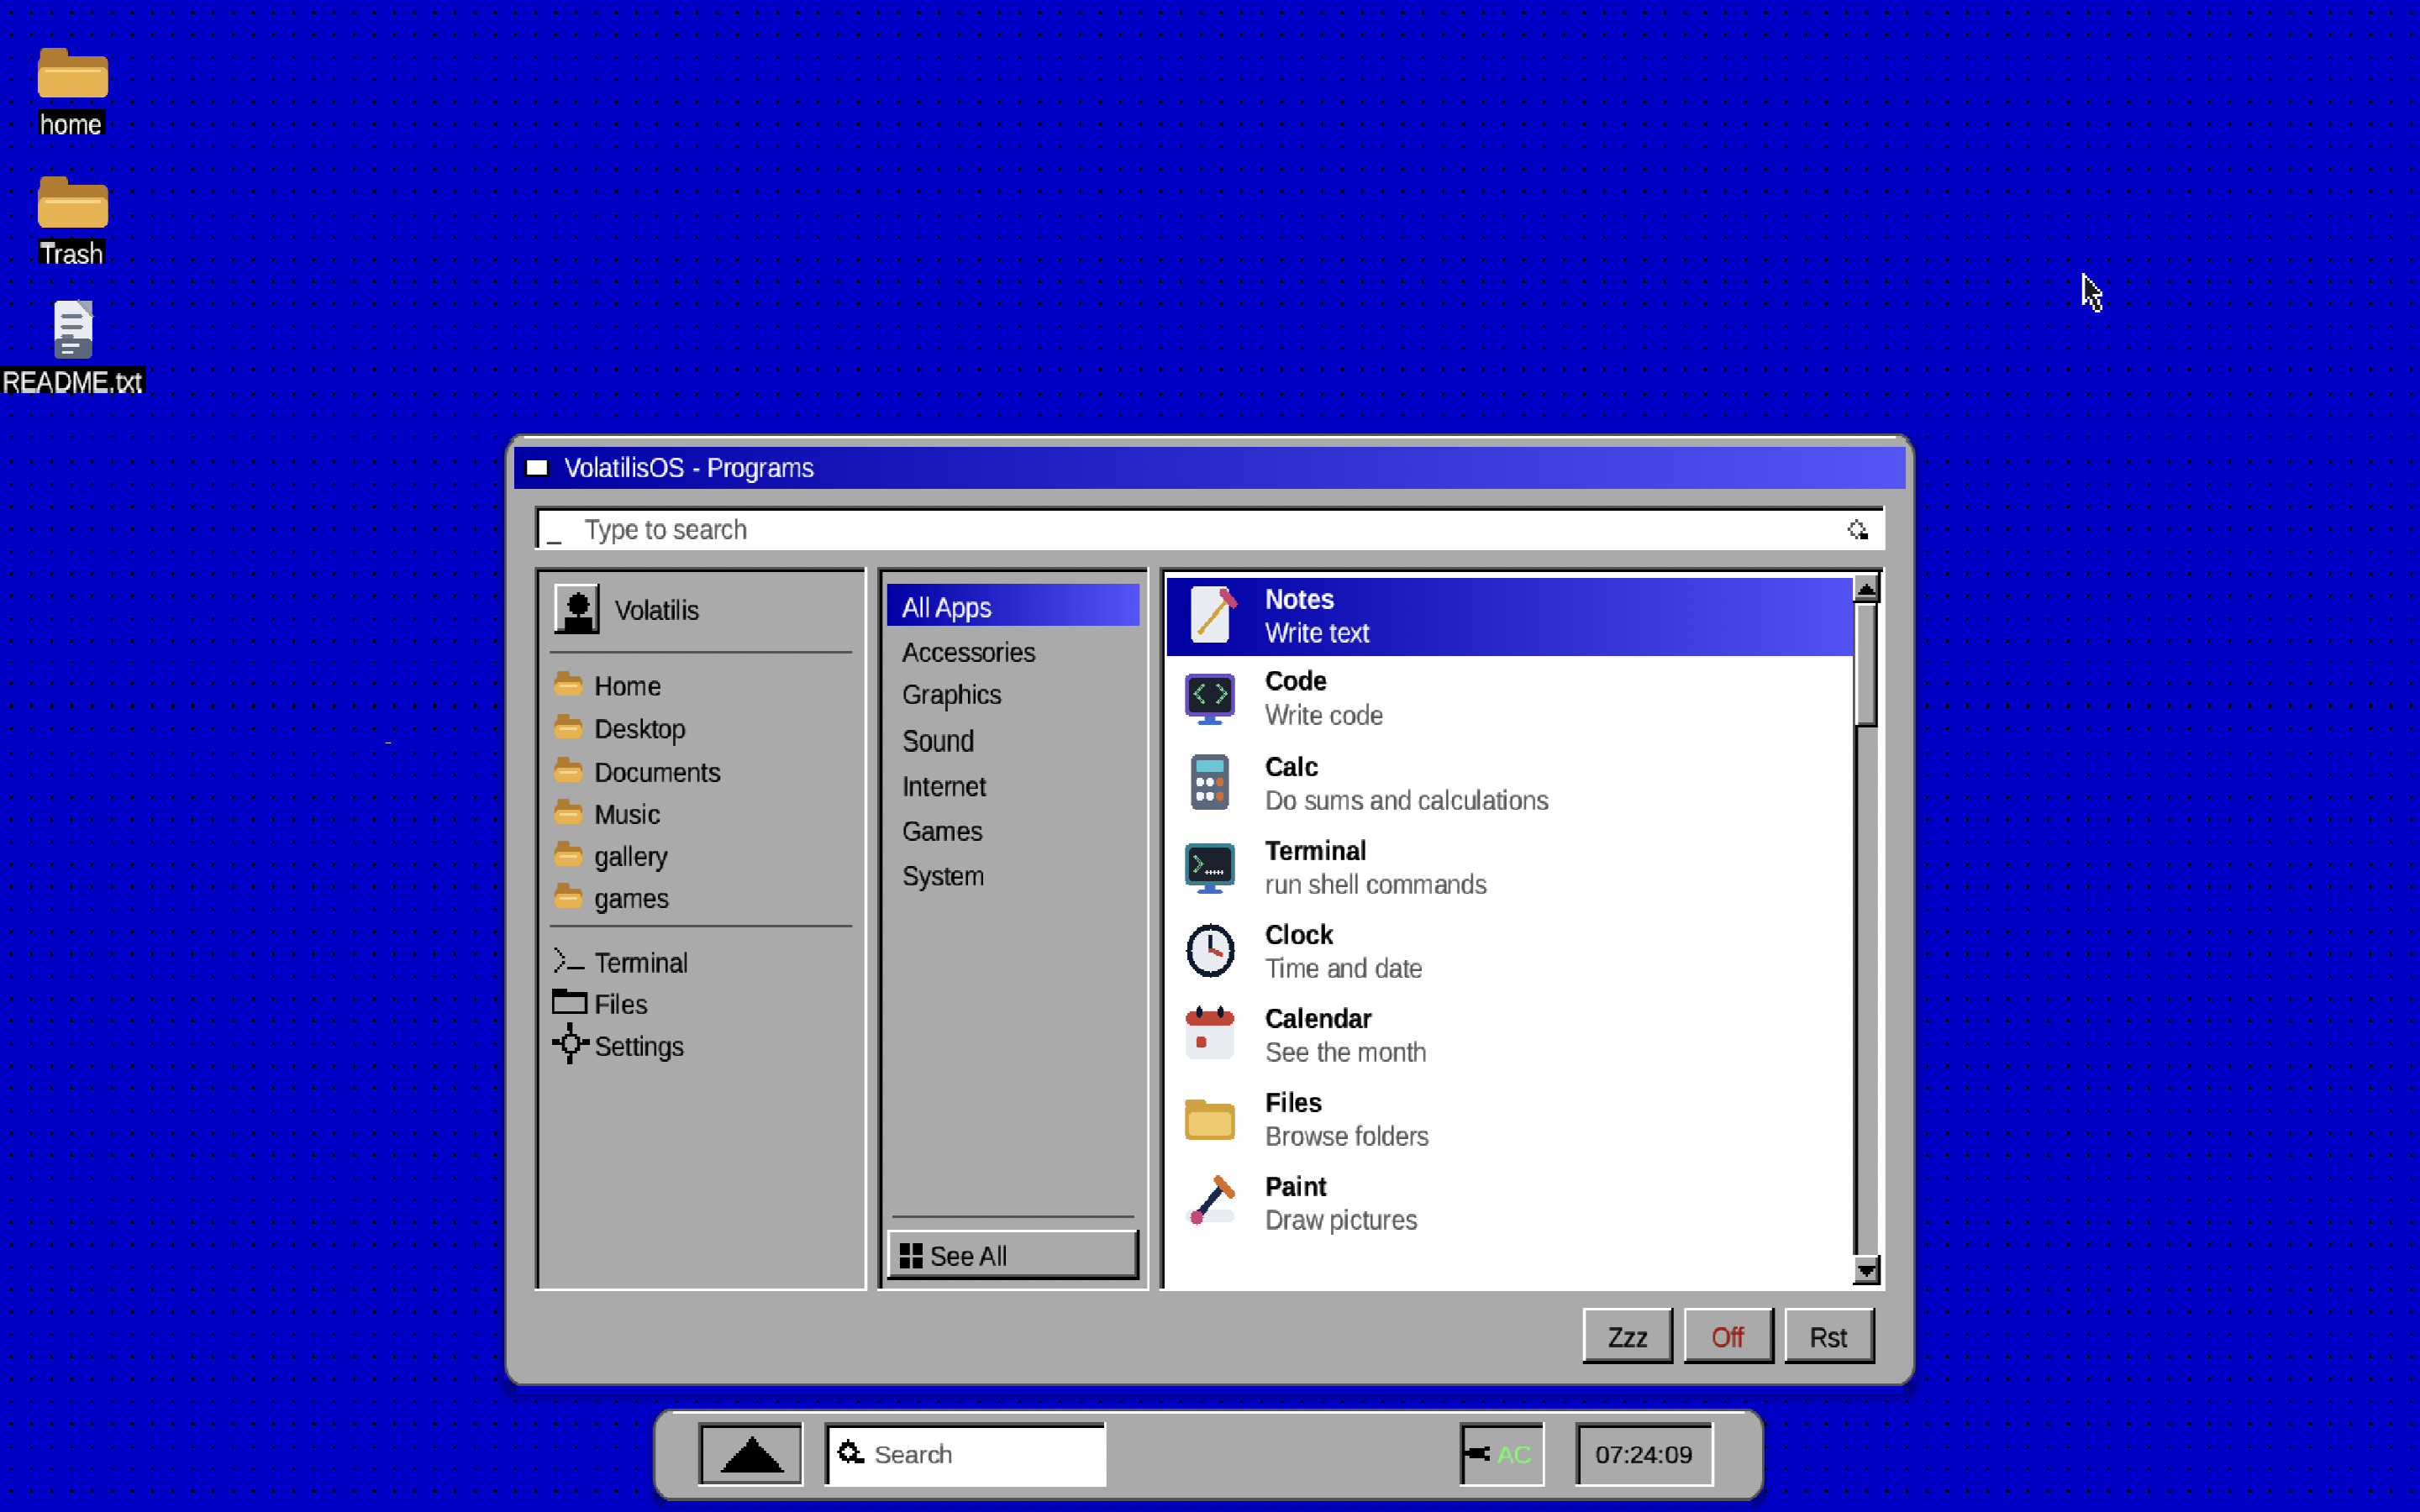 home
Trash
README.txt
VolatilisOS - Programs
_ Type to search
Volatilis
Home
Desktop
Documents
Music
gallery
games
Terminal
Files
Settings
All Apps
Accessories
Graphics
Sound
Internet
Games
System
See All
Notes
Write text
Code
Write code
Calc
Do sums and calculations
Terminal
run shell commands
Clock
Time and date
Calendar
See the month
Files
Browse folders
Paint
Draw pictures
Zzz Off Rst
Search AC 07:24:09